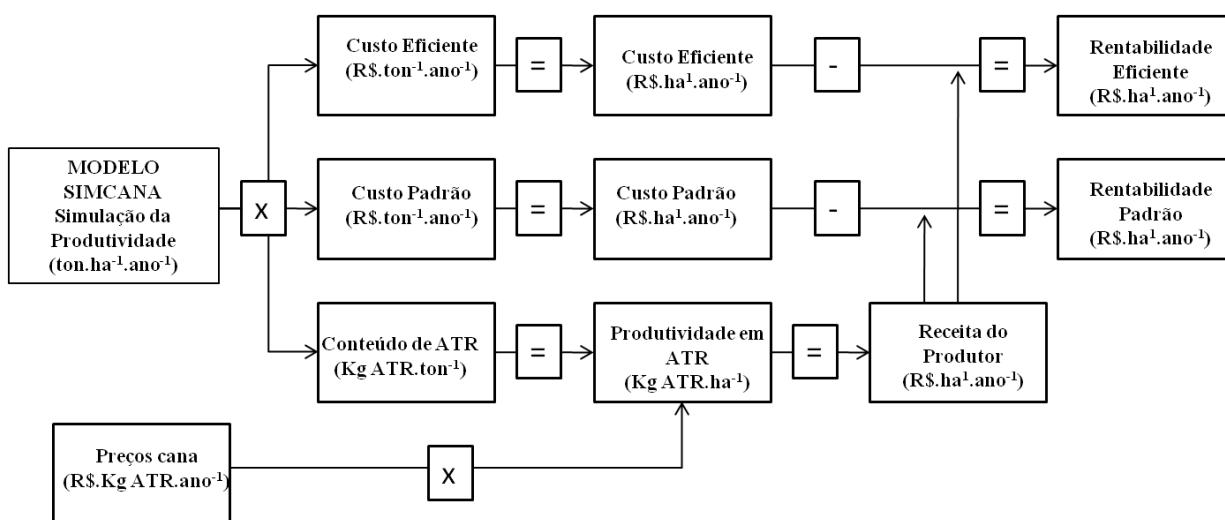 Custo Eficiente
(R$.ton⁻¹.ano⁻¹)
=
Custo Eficiente
(R$.ha¹.ano⁻¹)
-
=
Rentabilidade
Eficiente
(R$.ha¹.ano⁻¹)
MODELO
SIMCANA
Simulação da
Produtividade
(ton.ha⁻¹.ano⁻¹)
X
Custo Padrão
(R$.ton⁻¹.ano⁻¹)
=
Custo Padrão
(R$.ha¹.ano⁻¹)
-
=
Rentabilidade
Padrão
(R$.ha¹.ano⁻¹)
Conteúdo de ATR
(Kg ATR.ton⁻¹)
=
Produtividade em
ATR
(Kg ATR.ha⁻¹)
=
Receita do
Produtor
(R$.ha¹.ano⁻¹)
Preços cana
(R$.Kg ATR.ano⁻¹)
X